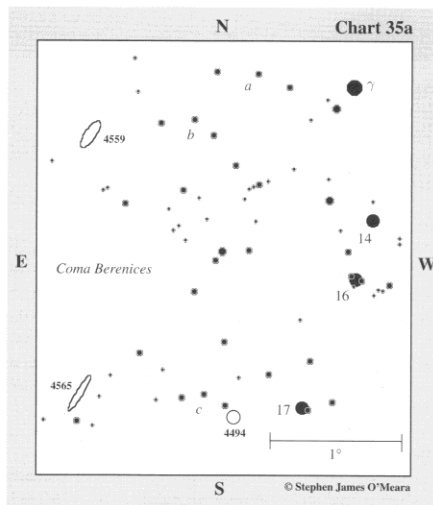 N
Chart 35a
a
γ
4559
b
14
E
Coma Berenices
W
16
4565
c
17
4494
1°
S
© Stephen James O'Meara